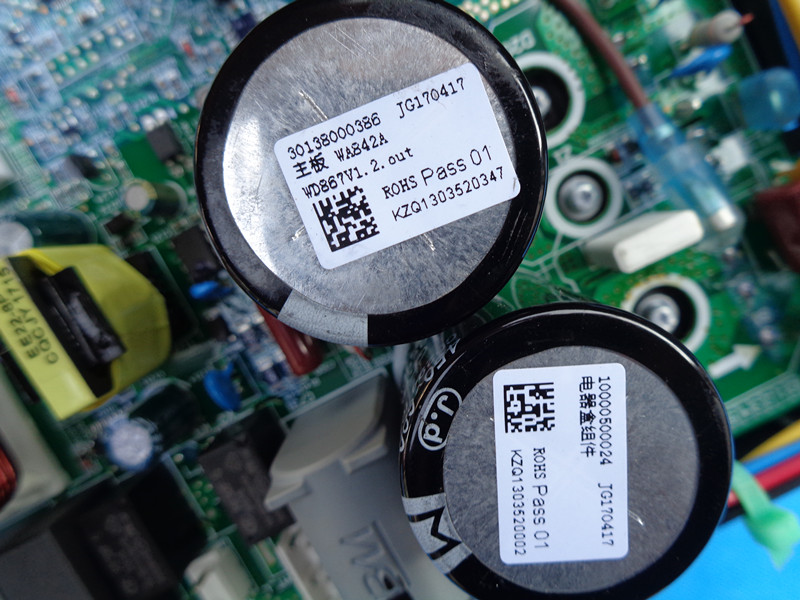 30138000386 JG170417
主板 WA842A
WD867V1.2.out
ROHS Pass 01
KZQ1303520347
10000500024 JG170417
电器盒组件
ROHS Pass 01
KZQ1303520002
J.d
M